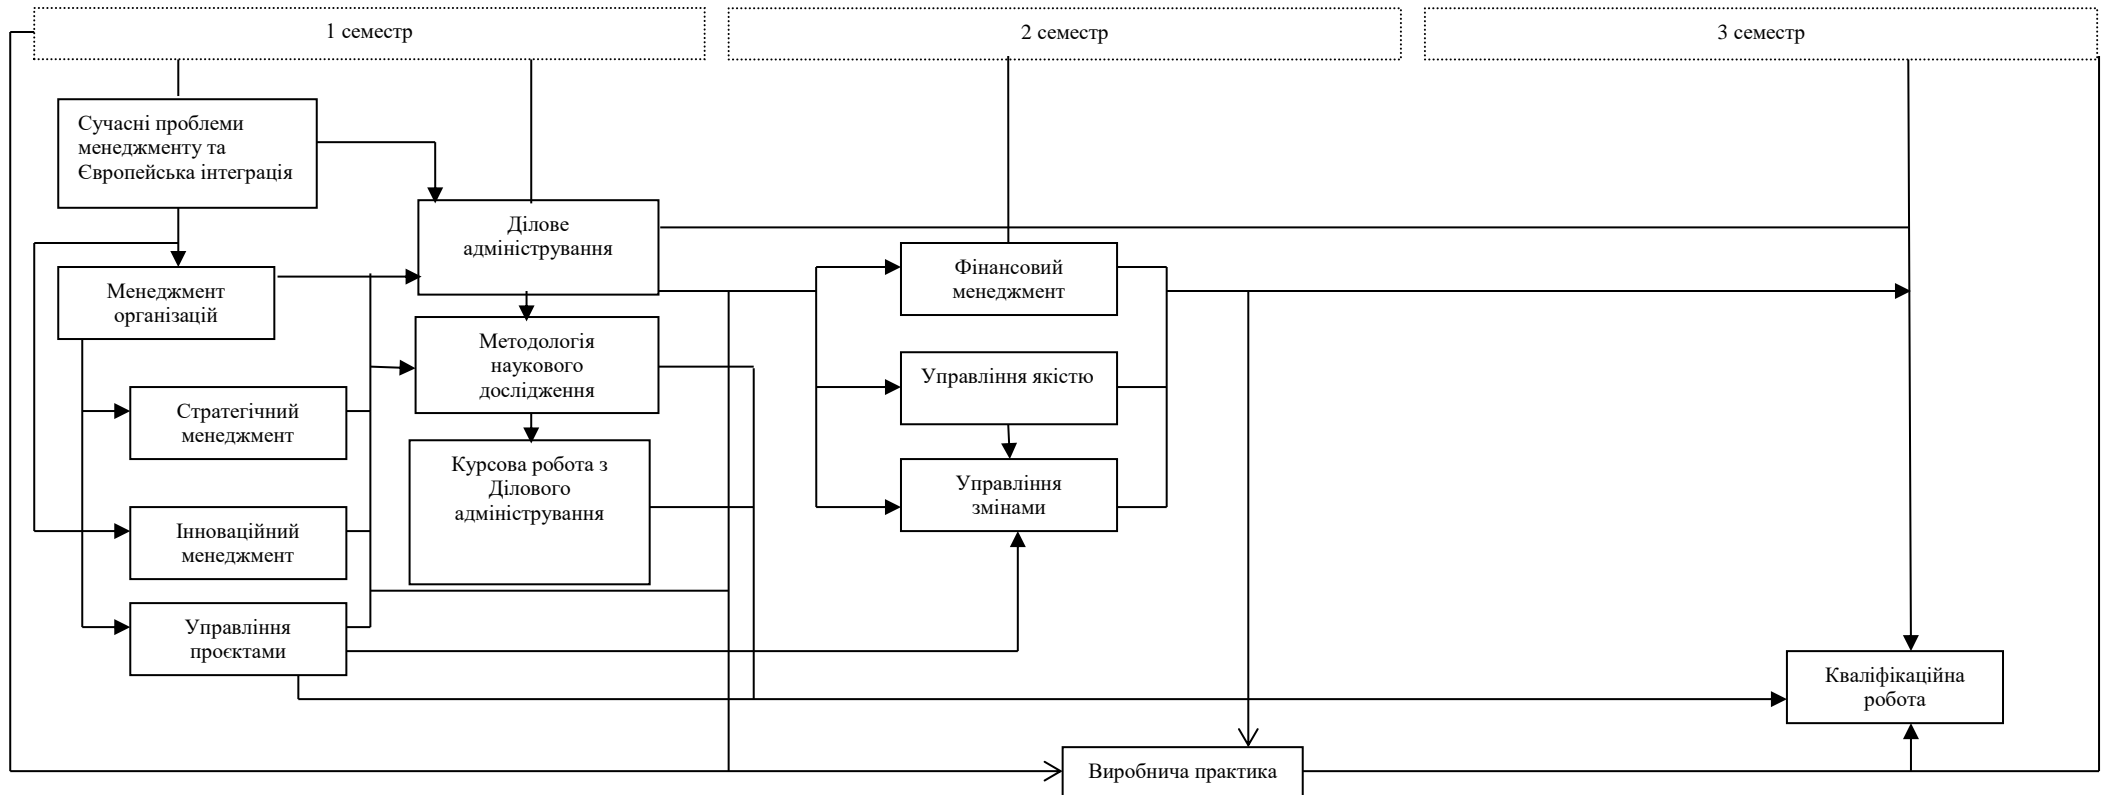 1 семестр
2 семестр
3 семестр
Сучасні проблеми
менеджменту та
Європейська інтеграція
Ділове
адміністрування
Менеджмент
організацій
Фінансовий
менеджмент
Методологія
наукового
дослідження
Управління якістю
Стратегічний
менеджмент
Курсова робота з
Ділового
адміністрування
Управління
змінами
Інноваційний
менеджмент
Управління
проєктами
Кваліфікаційна
робота
Виробнича практика